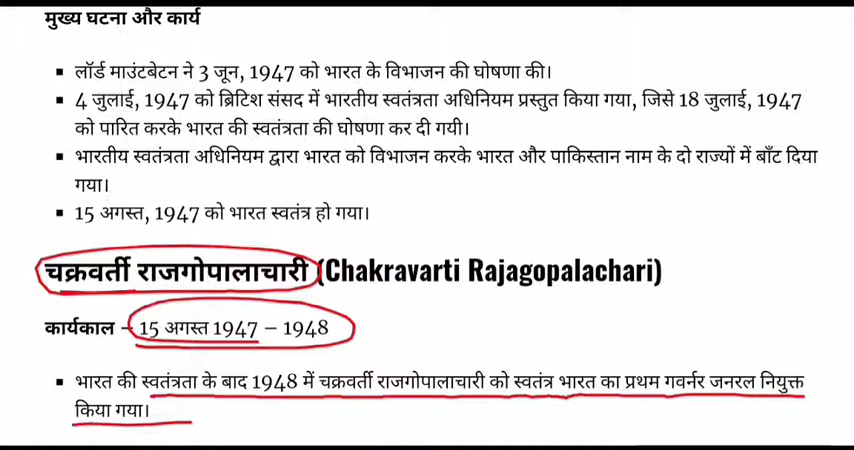 मुख्य घटना और कार्य
▪ लॉर्ड माउंटबेटन ने 3 जून, 1947 को भारत के विभाजन की घोषणा की।
▪ 4 जुलाई, 1947 को ब्रिटिश संसद में भारतीय स्वतंत्रता अधिनियम प्रस्तुत किया गया, जिसे 18 जुलाई, 1947
को पारित करके भारत की स्वतंत्रता की घोषणा कर दी गयी।
▪ भारतीय स्वतंत्रता अधिनियम द्वारा भारत को विभाजन करके भारत और पाकिस्तान नाम के दो राज्यों में बाँट दिया
गया।
▪ 15 अगस्त, 1947 को भारत स्वतंत्र हो गया।
चक्रवर्ती राजगोपालाचारी (Chakravarti Rajagopalachari)
कार्यकाल – 15 अगस्त 1947 – 1948
▪ भारत की स्वतंत्रता के बाद 1948 में चक्रवर्ती राजगोपालाचारी को स्वतंत्र भारत का प्रथम गवर्नर जनरल नियुक्त
किया गया।